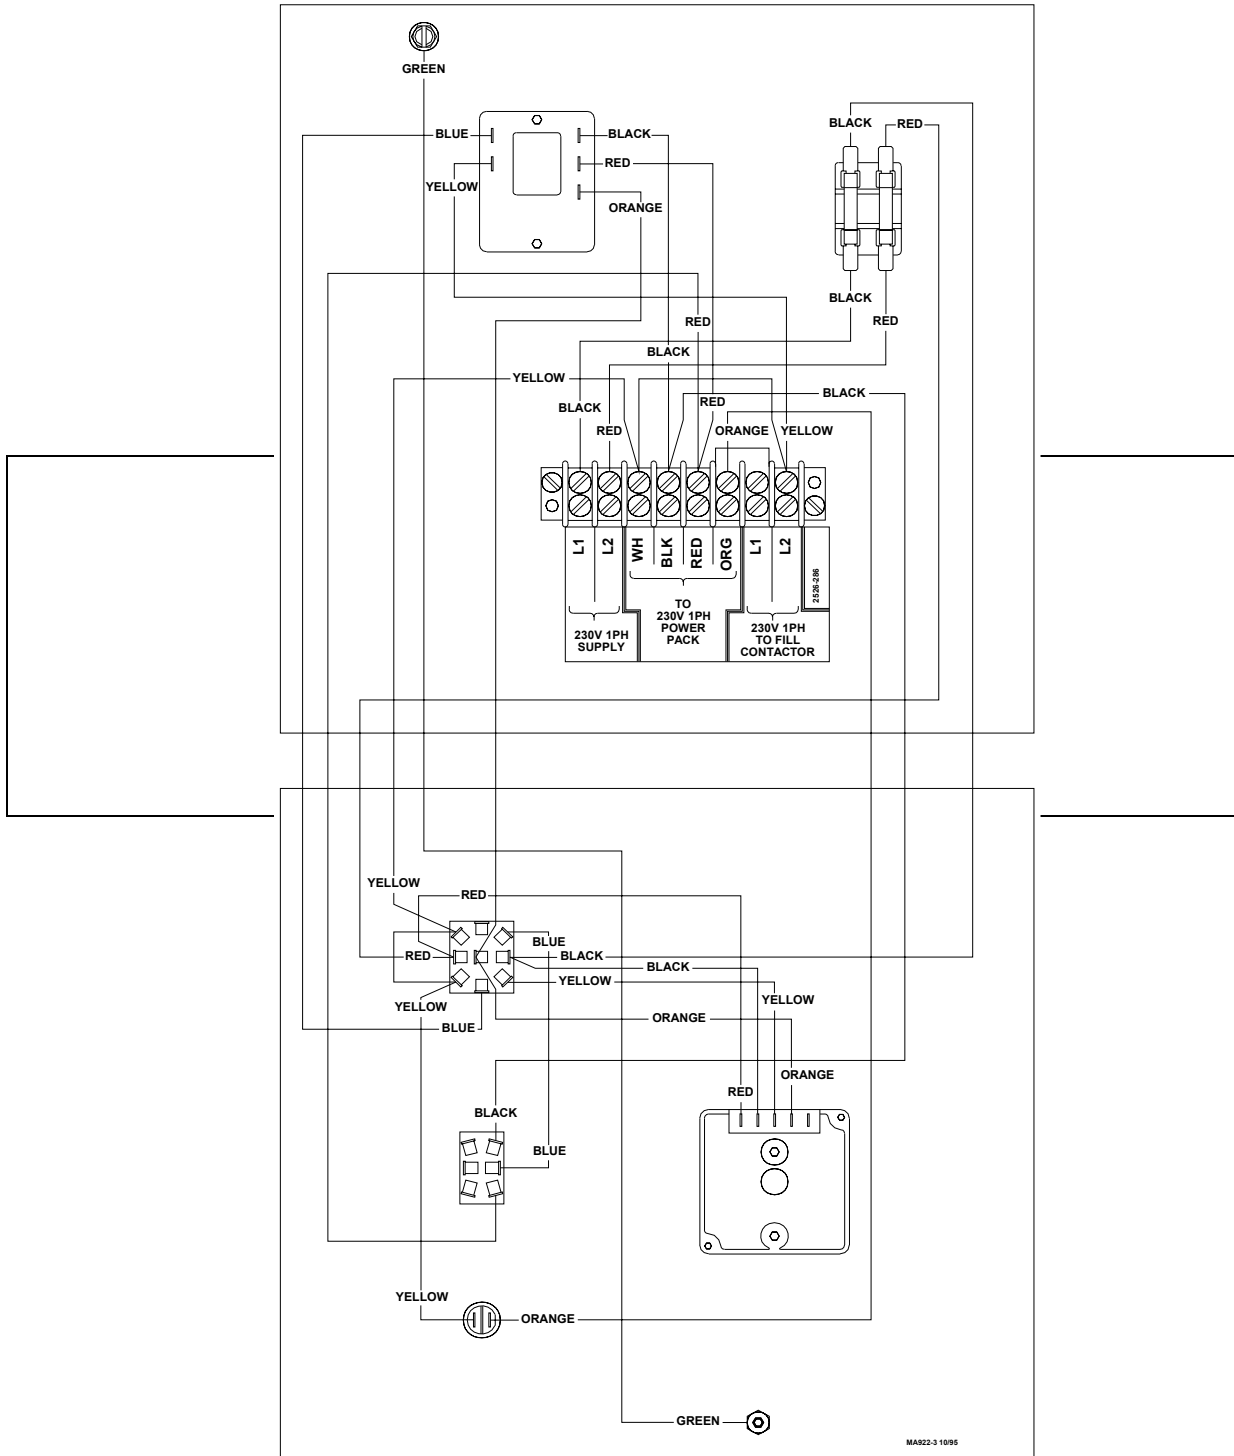 GREEN
BLACK
RED
BLUE
BLACK
RED
YELLOW
ORANGE
BLACK
RED
RED
BLACK
YELLOW
BLACK
RED
BLACK
RED
ORANGE
YELLOW
L1
L2
WH
BLK
RED
ORG
L1
L2
2526-286
230V 1PH
SUPPLY
TO
230V 1PH
POWER
PACK
230V 1PH
TO FILL
CONTACTOR
YELLOW
RED
BLUE
RED
BLACK
BLACK
YELLOW
YELLOW
YELLOW
ORANGE
BLUE
ORANGE
RED
BLACK
BLUE
YELLOW
ORANGE
GREEN
MA922-3 10/95